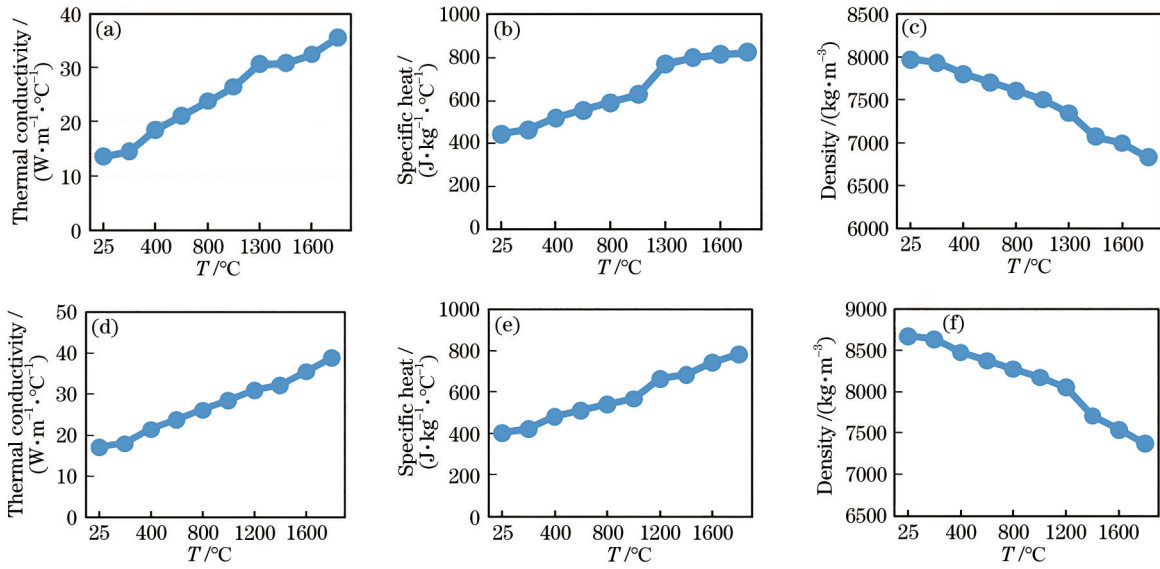 (a)
Thermal conductivity /
(W•m⁻¹•°C⁻¹)
40
30
20
10
0
25 400 800 1300 1600
T/°C
(b)
Specific heat /
(J•kg⁻¹•°C⁻¹)
1000
800
600
400
200
0
25 400 800 1300 1600
T/°C
(c)
Density /(kg•m⁻³)
8500
8000
7500
7000
6500
6000
25 400 800 1300 1600
T/°C
(d)
Thermal conductivity /
(W•m⁻¹•°C⁻¹)
50
40
30
20
10
0
25 400 800 1200 1600
T/°C
(e)
Specific heat /
(J•kg⁻¹•°C⁻¹)
1000
800
600
400
200
0
25 400 800 1200 1600
T/°C
(f)
Density /(kg•m⁻³)
9000
8500
8000
7500
7000
6500
25 400 800 1200 1600
T/°C